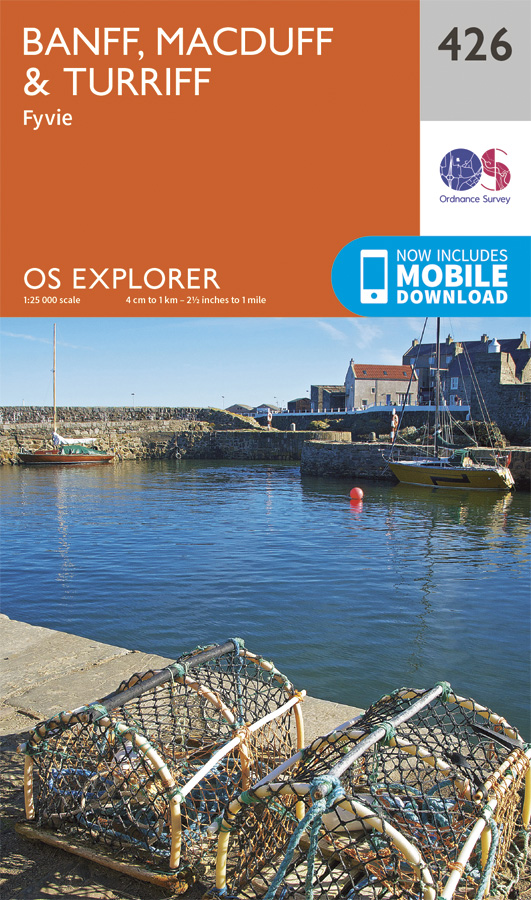 BANFF, MACDUFF
& TURRIFF
Fyvie
426
OS
Ordnance Survey
NOW INCLUDES
MOBILE
DOWNLOAD
OS EXPLORER
1:25 000 scale 4 cm to 1 km – 2½ inches to 1 mile